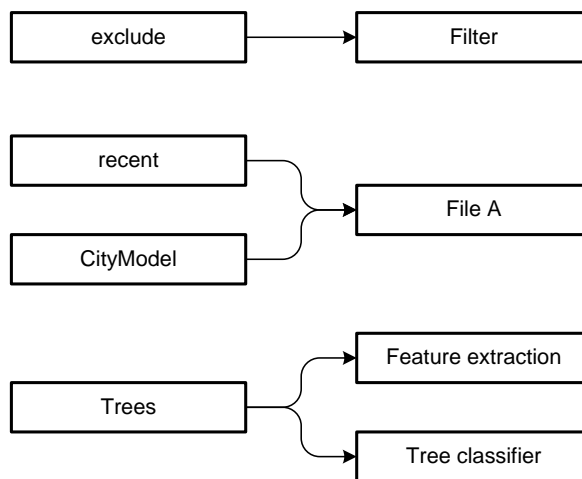 exclude
Filter
recent
File A
CityModel
Feature extraction
Trees
Tree classifier